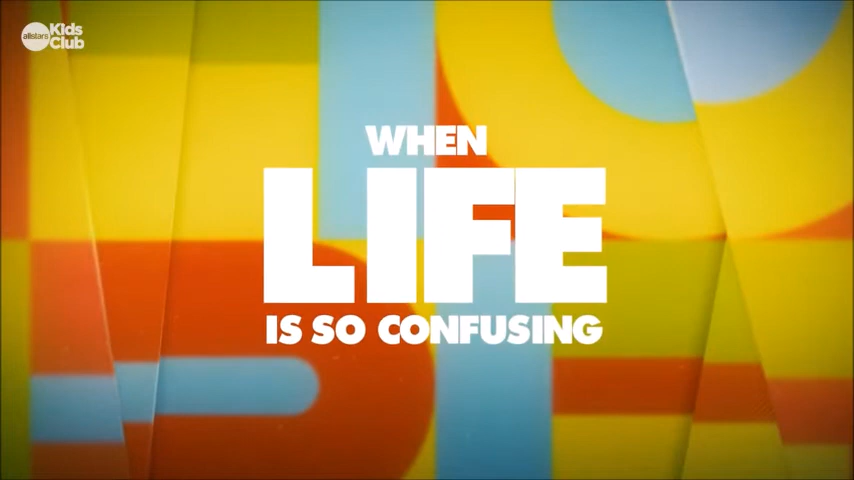 allstars
Kids
Club
WHEN
LIFE
IS SO CONFUSING